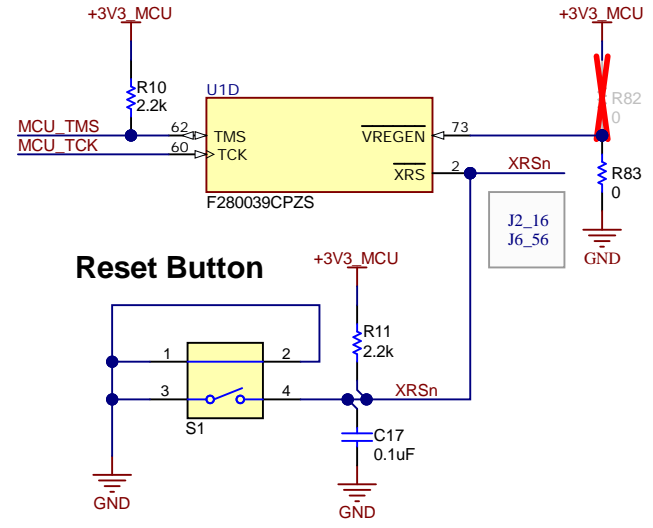 +3V3_MCU
+3V3_MCU
R10
2.2k
U1D
R82
0
MCU_TMS
62
TMS
VREGEN
73
MCU_TCK
60
TCK
XRS
2
XRSn
R83
0
F280039CPZS
J2_16
J6_56
GND
Reset Button
+3V3_MCU
R11
2.2k
1
2
3
4
XRSn
S1
C17
0.1uF
GND
GND